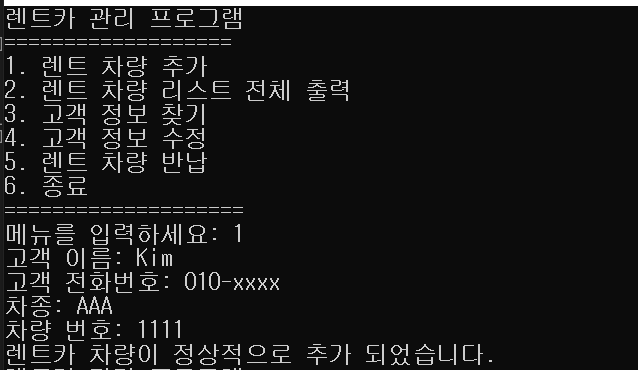 렌트카 관리 프로그램
===================
1. 렌트 차량 추가
2. 렌트 차량 리스트 전체 출력
3. 고객 정보 찾기
4. 고객 정보 수정
5. 렌트 차량 반납
6. 종료
====================
메뉴를 입력하세요: 1
고객 이름: Kim
고객 전화번호: 010-xxxx
차종: AAA
차량 번호: 1111
렌트카 차량이 정상적으로 추가 되었습니다.